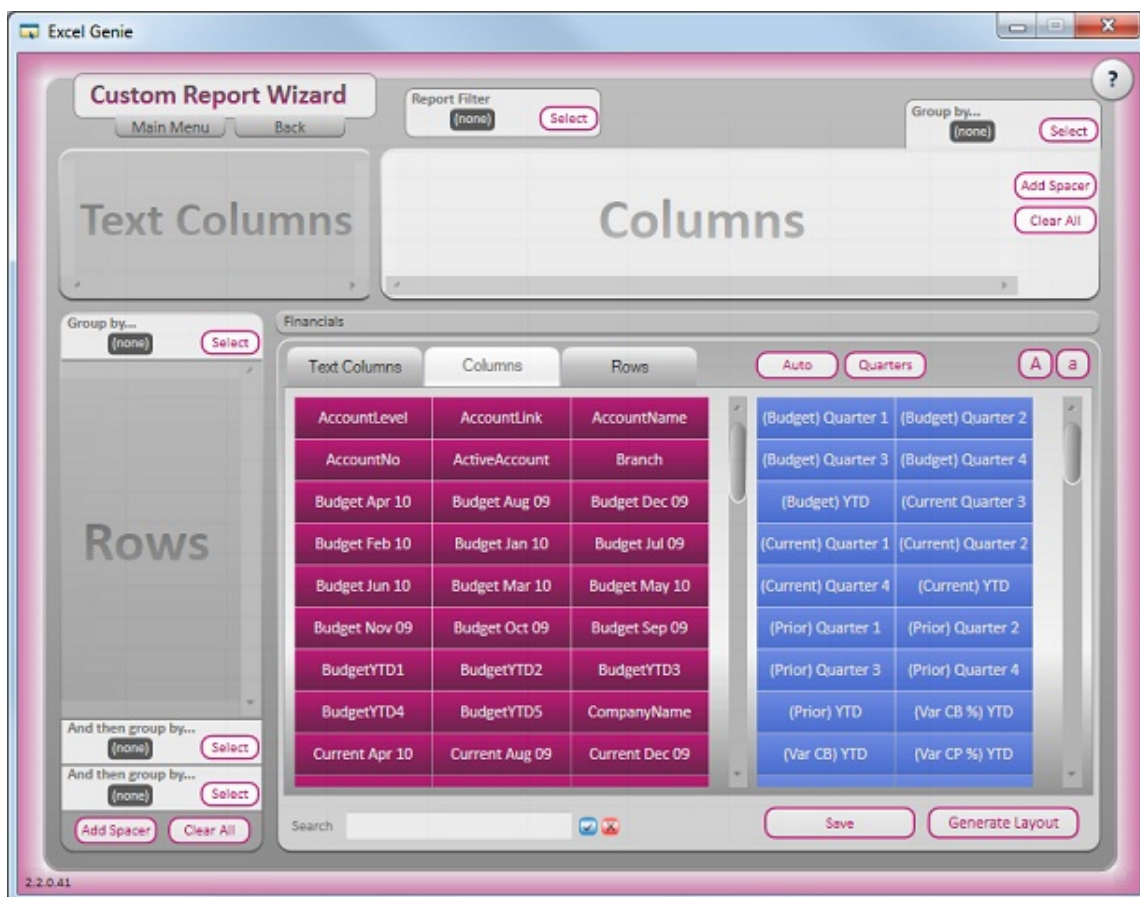 Excel Genie
?
Custom Report Wizard
Main Menu Back
Report Filter
(none) Select
Group by...
(none) Select
Text Columns
Columns
Add Spacer
Clear All
Group by...
(none) Select
Rows
And then group by...
(none) Select
And then group by...
(none) Select
Add Spacer Clear All
Financials
Text Columns Columns Rows Auto Quarters A a
AccountLevel AccountLink AccountName (Budget) Quarter 1 (Budget) Quarter 2
AccountNo ActiveAccount Branch (Budget) Quarter 3 (Budget) Quarter 4
Budget Apr 10 Budget Aug 09 Budget Dec 09 (Budget) YTD (Current Quarter 3
Budget Feb 10 Budget Jan 10 Budget Jul 09 (Current) Quarter 1 (Current) Quarter 2
Budget Jun 10 Budget Mar 10 Budget May 10 (Current) Quarter 4 (Current) YTD
Budget Nov 09 Budget Oct 09 Budget Sep 09 (Prior) Quarter 1 (Prior) Quarter 2
BudgetYTD1 BudgetYTD2 BudgetYTD3 (Prior) Quarter 3 (Prior) Quarter 4
BudgetYTD4 BudgetYTD5 CompanyName (Prior) YTD (Var CB %) YTD
Current Apr 10 Current Aug 09 Current Dec 09 (Var CB) YTD (Var CP %) YTD
Search Save Generate Layout
2.2.0.41